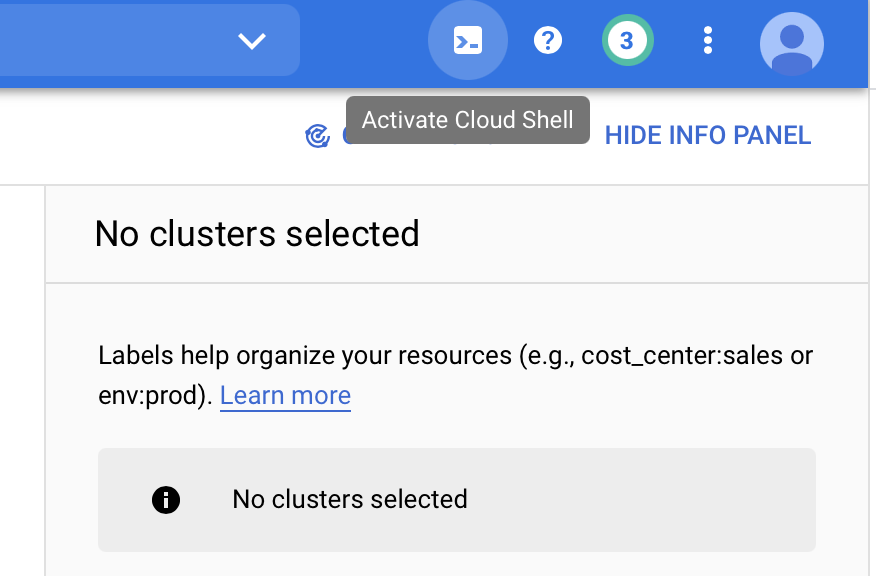 3
Activate Cloud Shell
HIDE INFO PANEL
No clusters selected
Labels help organize your resources (e.g., cost_center:sales or
env:prod). Learn more
No clusters selected